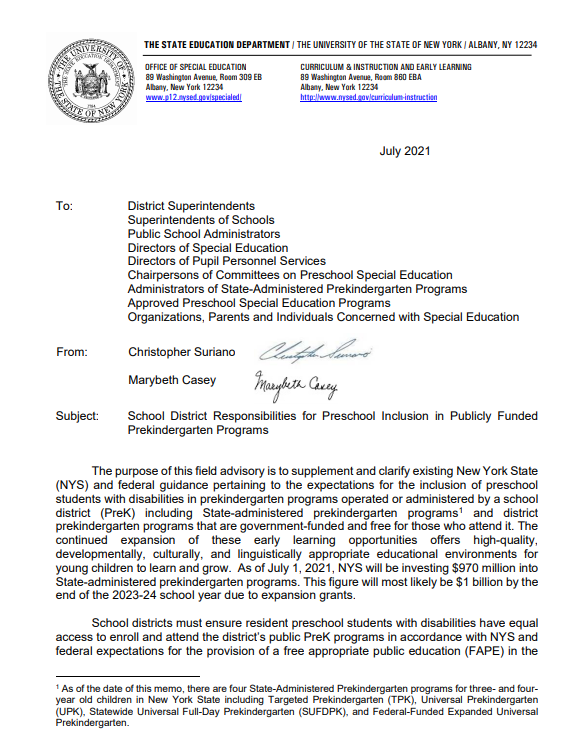 THE UNIVERSITY OF
THE STATE OF NEW YORK
THE STATE EDUCATION DEPARTMENT / THE UNIVERSITY OF THE STATE OF NEW YORK / ALBANY, NY 12234
OFFICE OF SPECIAL EDUCATION
89 Washington Avenue, Room 309 EB
Albany, New York 12234
www.p12.nysed.gov/specialed/
CURRICULUM & INSTRUCTION AND EARLY LEARNING
89 Washington Avenue, Room 860 EBA
Albany, New York 12234
http://www.nysed.gov/curriculum-instruction
July 2021
To: District Superintendents
Superintendents of Schools
Public School Administrators
Directors of Special Education
Directors of Pupil Personnel Services
Chairpersons of Committees on Preschool Special Education
Administrators of State-Administered Prekindergarten Programs
Approved Preschool Special Education Programs
Organizations, Parents and Individuals Concerned with Special Education
From: Christopher Suriano Christopher Suriano
Marybeth Casey Marybeth Casey
Subject: School District Responsibilities for Preschool Inclusion in Publicly Funded
Prekindergarten Programs
The purpose of this field advisory is to supplement and clarify existing New York State
(NYS) and federal guidance pertaining to the expectations for the inclusion of preschool
students with disabilities in prekindergarten programs operated or administered by a school
district (PreK) including State-administered prekindergarten programs¹ and district
prekindergarten programs that are government-funded and free for those who attend it. The
continued expansion of these early learning opportunities offers high-quality,
developmentally, culturally, and linguistically appropriate educational environments for
young children to learn and grow. As of July 1, 2021, NYS will be investing $970 million into
State-administered prekindergarten programs. This figure will most likely be $1 billion by the
end of the 2023-24 school year due to expansion grants.
School districts must ensure resident preschool students with disabilities have equal
access to enroll and attend the district's public PreK programs in accordance with NYS and
federal expectations for the provision of a free appropriate public education (FAPE) in the
¹ As of the date of this memo, there are four State-Administered Prekindergarten programs for three- and four-
year old children in New York State including Targeted Prekindergarten (TPK), Universal Prekindergarten
(UPK), Statewide Universal Full-Day Prekindergarten (SUFDPK), and Federal-Funded Expanded Universal
Prekindergarten.